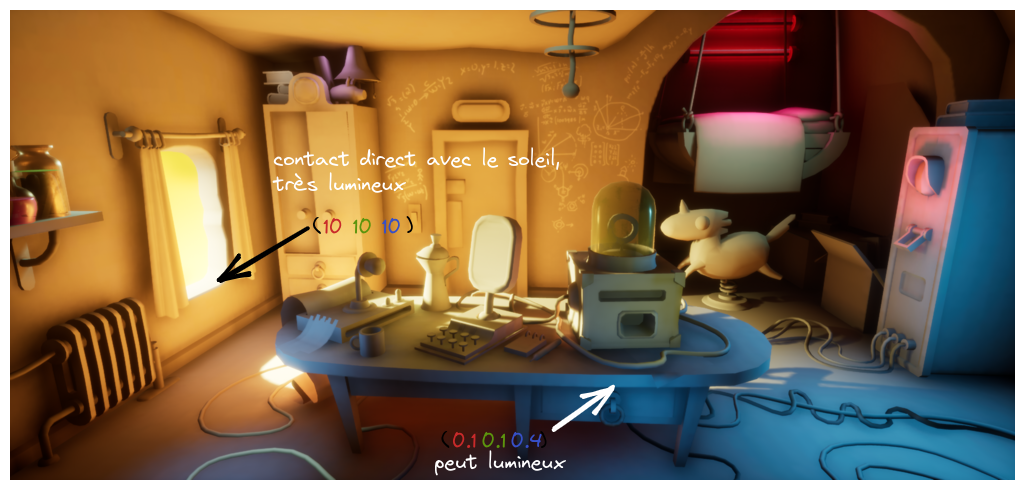 contact direct avec le soleil,
très lumineux
(10 10 10 )
(0.1 0.1 0.4)
peut lumineux